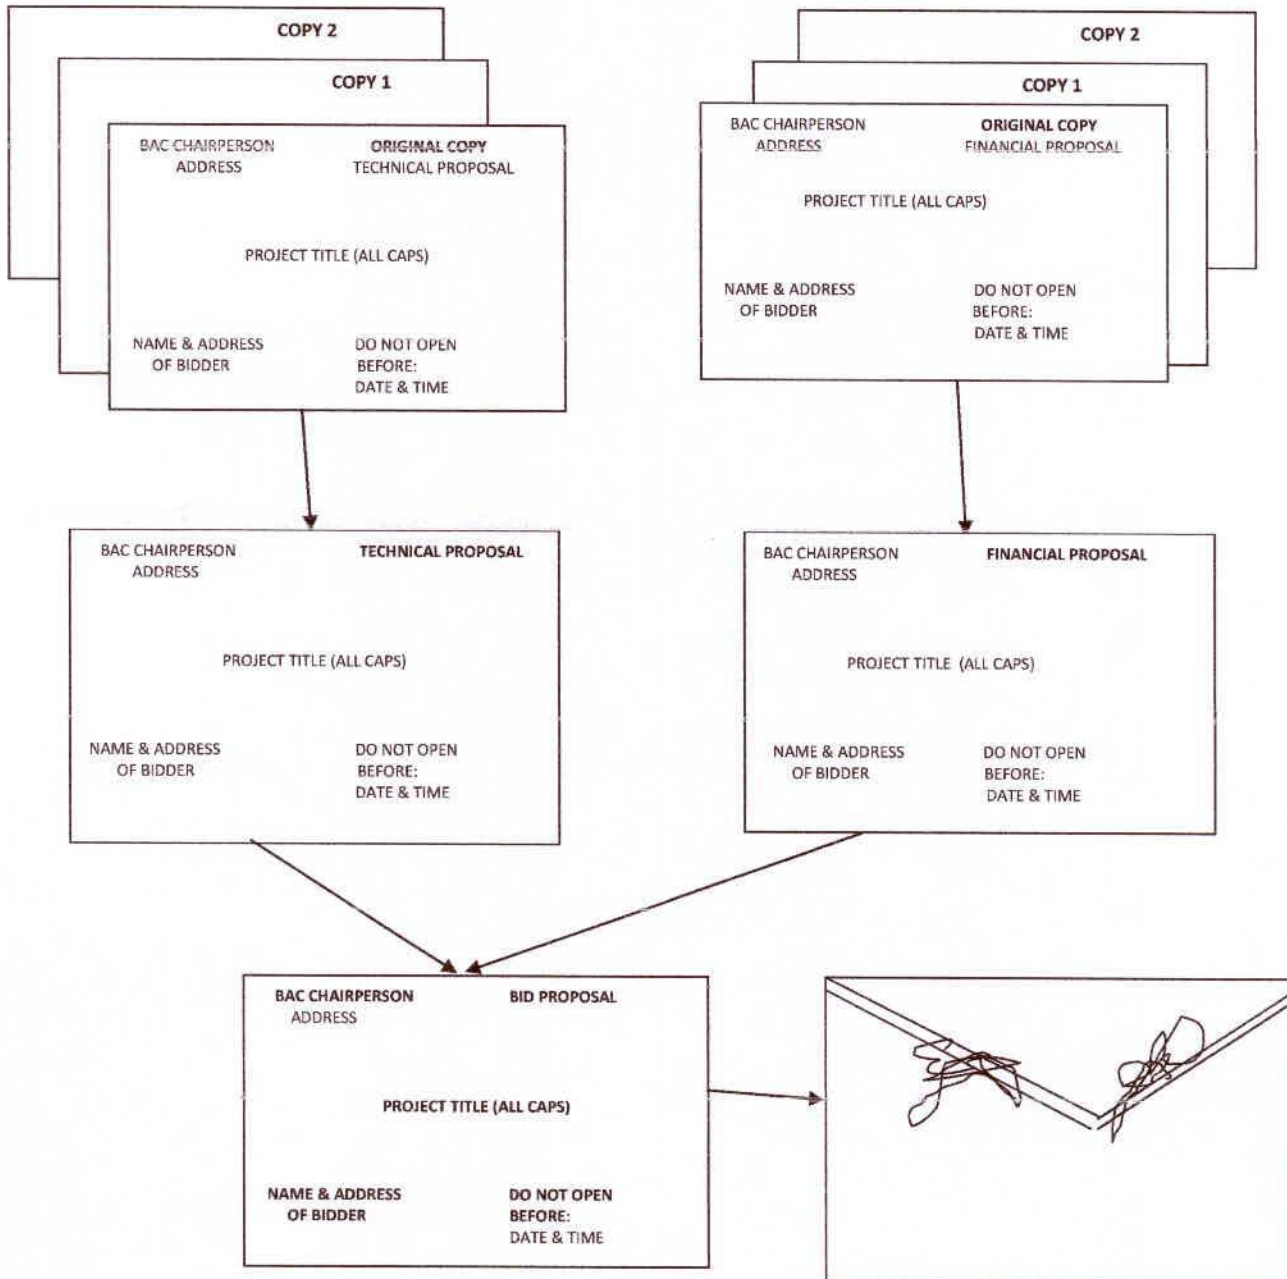 COPY 2
COPY 1
BAC CHAIRPERSON
ADDRESS
ORIGINAL COPY
TECHNICAL PROPOSAL
PROJECT TITLE (ALL CAPS)
NAME & ADDRESS
OF BIDDER
DO NOT OPEN
BEFORE:
DATE & TIME
COPY 2
COPY 1
BAC CHAIRPERSON
ADDRESS
ORIGINAL COPY
FINANCIAL PROPOSAL
PROJECT TITLE (ALL CAPS)
NAME & ADDRESS
OF BIDDER
DO NOT OPEN
BEFORE:
DATE & TIME
BAC CHAIRPERSON
ADDRESS
TECHNICAL PROPOSAL
PROJECT TITLE (ALL CAPS)
NAME & ADDRESS
OF BIDDER
DO NOT OPEN
BEFORE:
DATE & TIME
BAC CHAIRPERSON
ADDRESS
FINANCIAL PROPOSAL
PROJECT TITLE (ALL CAPS)
NAME & ADDRESS
OF BIDDER
DO NOT OPEN
BEFORE:
DATE & TIME
BAC CHAIRPERSON
ADDRESS
BID PROPOSAL
PROJECT TITLE (ALL CAPS)
NAME & ADDRESS
OF BIDDER
DO NOT OPEN
BEFORE:
DATE & TIME